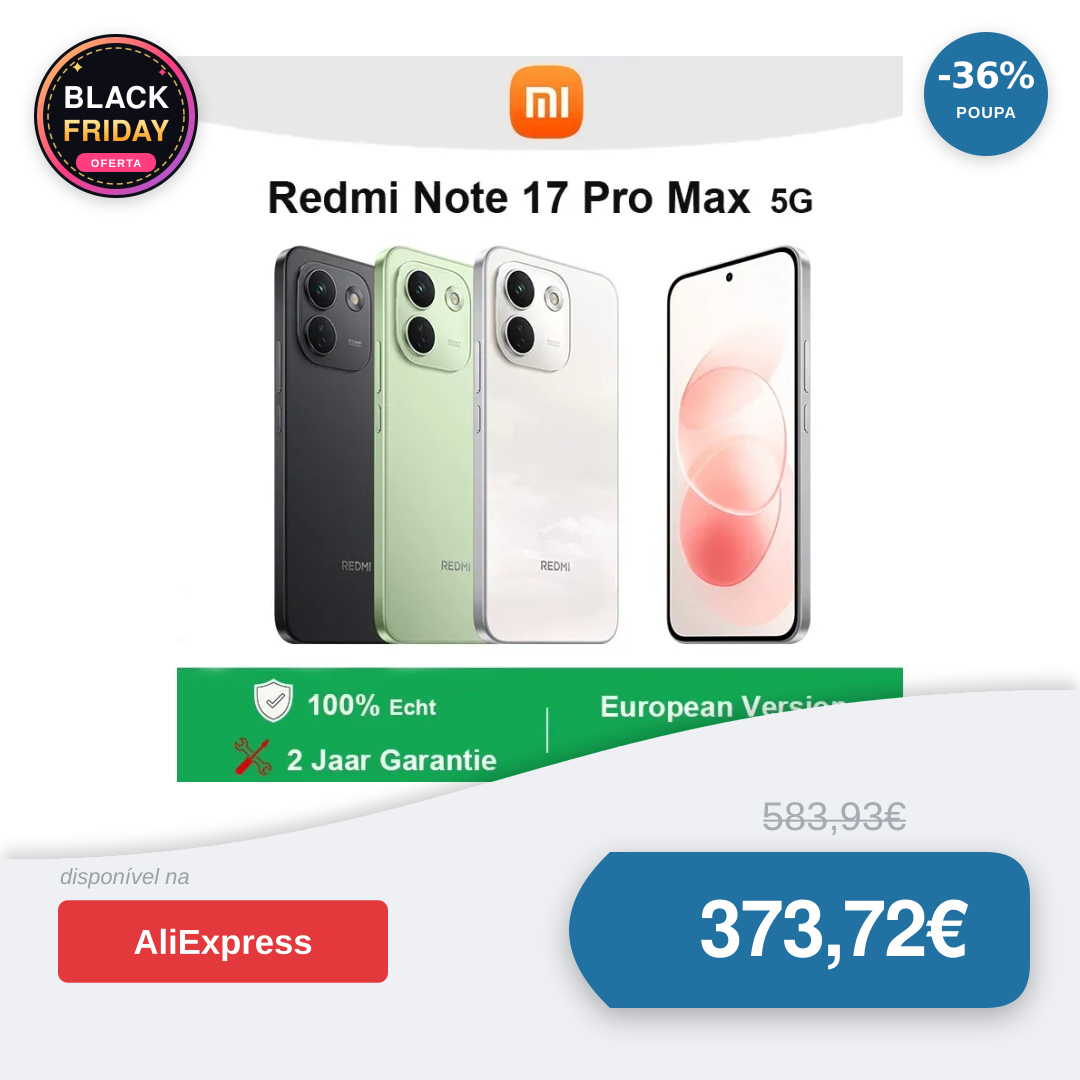 BLACK
FRIDAY
OFERTA
-36%
POUPA
mi
Redmi Note 17 Pro Max 5G
REDMI
REDMI
REDMI
100% Echt
European Version
2 Jaar Garantie
583,93€
disponível na
AliExpress
373,72€